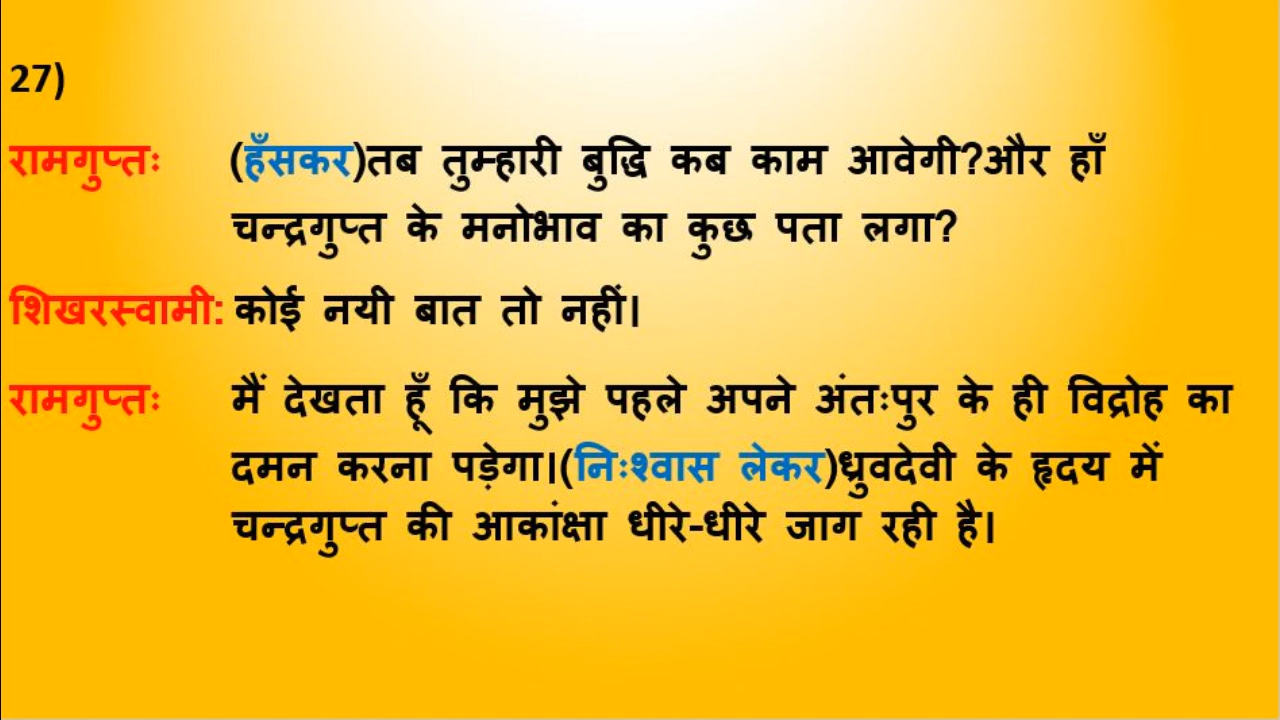 27)
रामगुप्तः (हँसकर)तब तुम्हारी बुद्धि कब काम आवेगी?और हाँ
चन्द्रगुप्त के मनोभाव का कुछ पता लगा?
शिखरस्वामी: कोई नयी बात तो नहीं।
रामगुप्तः मैं देखता हूँ कि मुझे पहले अपने अंतःपुर के ही विद्रोह का
दमन करना पड़ेगा।(निःश्वास लेकर)ध्रुवदेवी के हृदय में
चन्द्रगुप्त की आकांक्षा धीरे-धीरे जाग रही है।